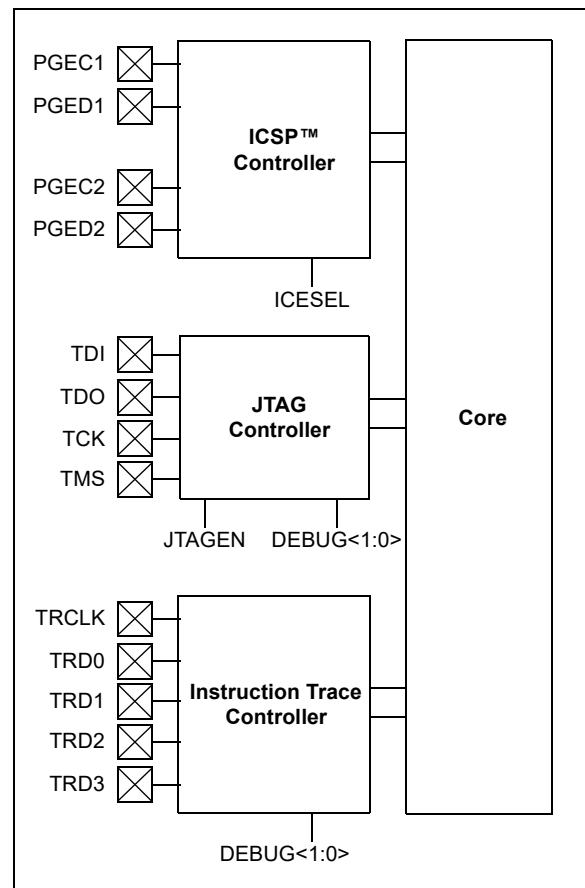 PGEC1
PGED1
PGEC2
PGED2
ICSP™
Controller
ICESEL
TDI
TDO
TCK
TMS
JTAG
Controller
JTAGEN DEBUG<1:0>
Core
TRCLK
TRD0
TRD1
TRD2
TRD3
Instruction Trace
Controller
DEBUG<1:0>